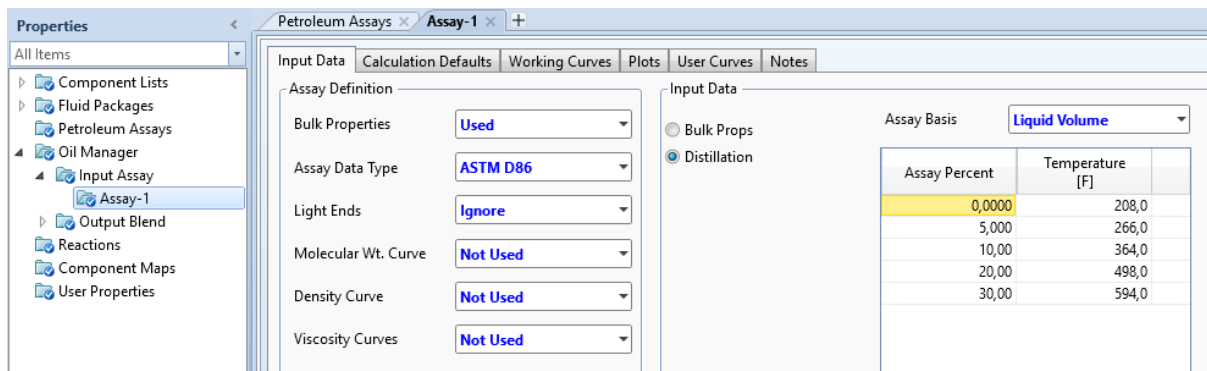 Properties <
All Items
Component Lists
Fluid Packages
Petroleum Assays
Oil Manager
Input Assay
Assay-1
Output Blend
Reactions
Component Maps
User Properties
Petroleum Assays × Assay-1 × +
Input Data Calculation Defaults Working Curves Plots User Curves Notes
Assay Definition
Bulk Properties Used
Assay Data Type ASTM D86
Light Ends Ignore
Molecular Wt. Curve Not Used
Density Curve Not Used
Viscosity Curves Not Used
Input Data
Bulk Props
Distillation
Assay Basis Liquid Volume
Assay Percent Temperature
[F]
0,0000 208,0
5,000 266,0
10,00 364,0
20,00 498,0
30,00 594,0